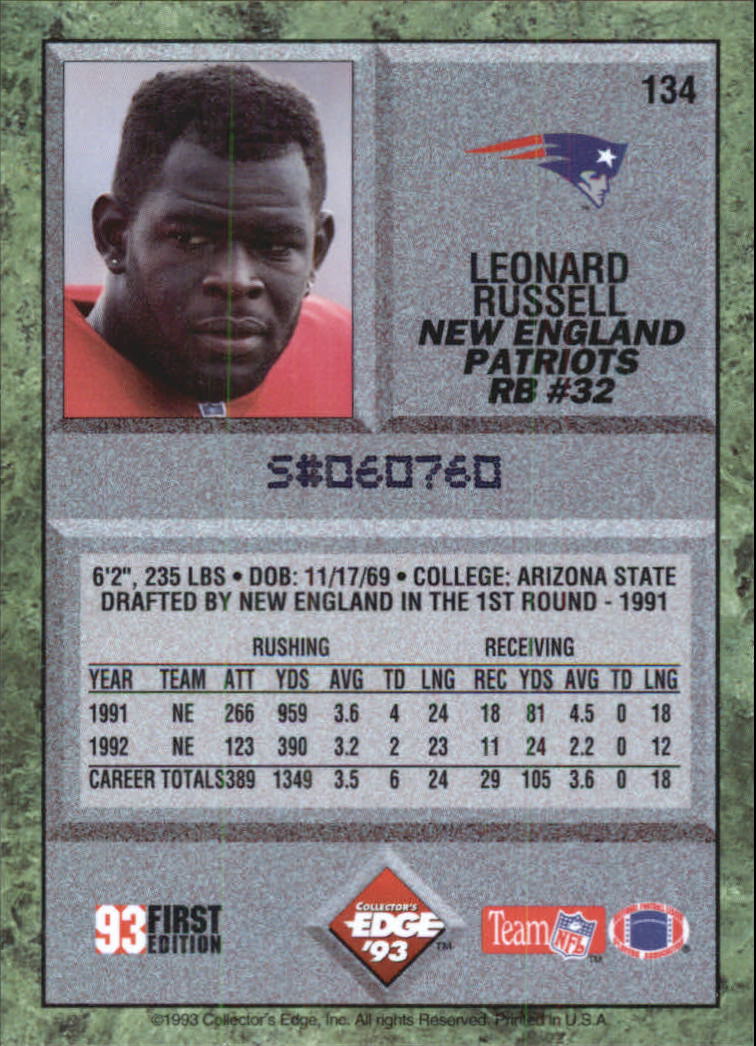 134
LEONARD
RUSSELL
NEW ENGLAND
PATRIOTS
RB #32
S#060760
6'2", 235 LBS • DOB: 11/17/69 • COLLEGE: ARIZONA STATE
DRAFTED BY NEW ENGLAND IN THE 1ST ROUND - 1991
RUSHING RECEIVING
YEAR TEAM ATT YDS AVG TD LNG REC YDS AVG TD LNG
1991 NE 266 959 3.6 4 24 18 81 4.5 0 18
1992 NE 123 390 3.2 2 23 11 24 2.2 0 12
CAREER TOTALS 389 1349 3.5 6 24 29 105 3.6 0 18
93 FIRST
EDITION
COLLECTOR'S
EDGE
'93 ™
Team NFL ™
®
©1993 Collector's Edge, Inc. All rights Reserved. Printed in U.S.A.